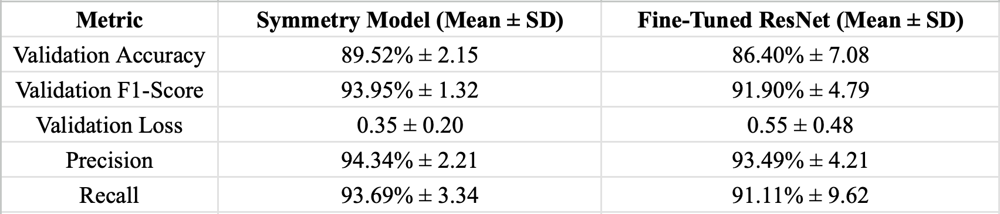 Metric Symmetry Model (Mean ± SD) Fine-Tuned ResNet (Mean ± SD)
Validation Accuracy 89.52% ± 2.15 86.40% ± 7.08
Validation F1-Score 93.95% ± 1.32 91.90% ± 4.79
Validation Loss 0.35 ± 0.20 0.55 ± 0.48
Precision 94.34% ± 2.21 93.49% ± 4.21
Recall 93.69% ± 3.34 91.11% ± 9.62